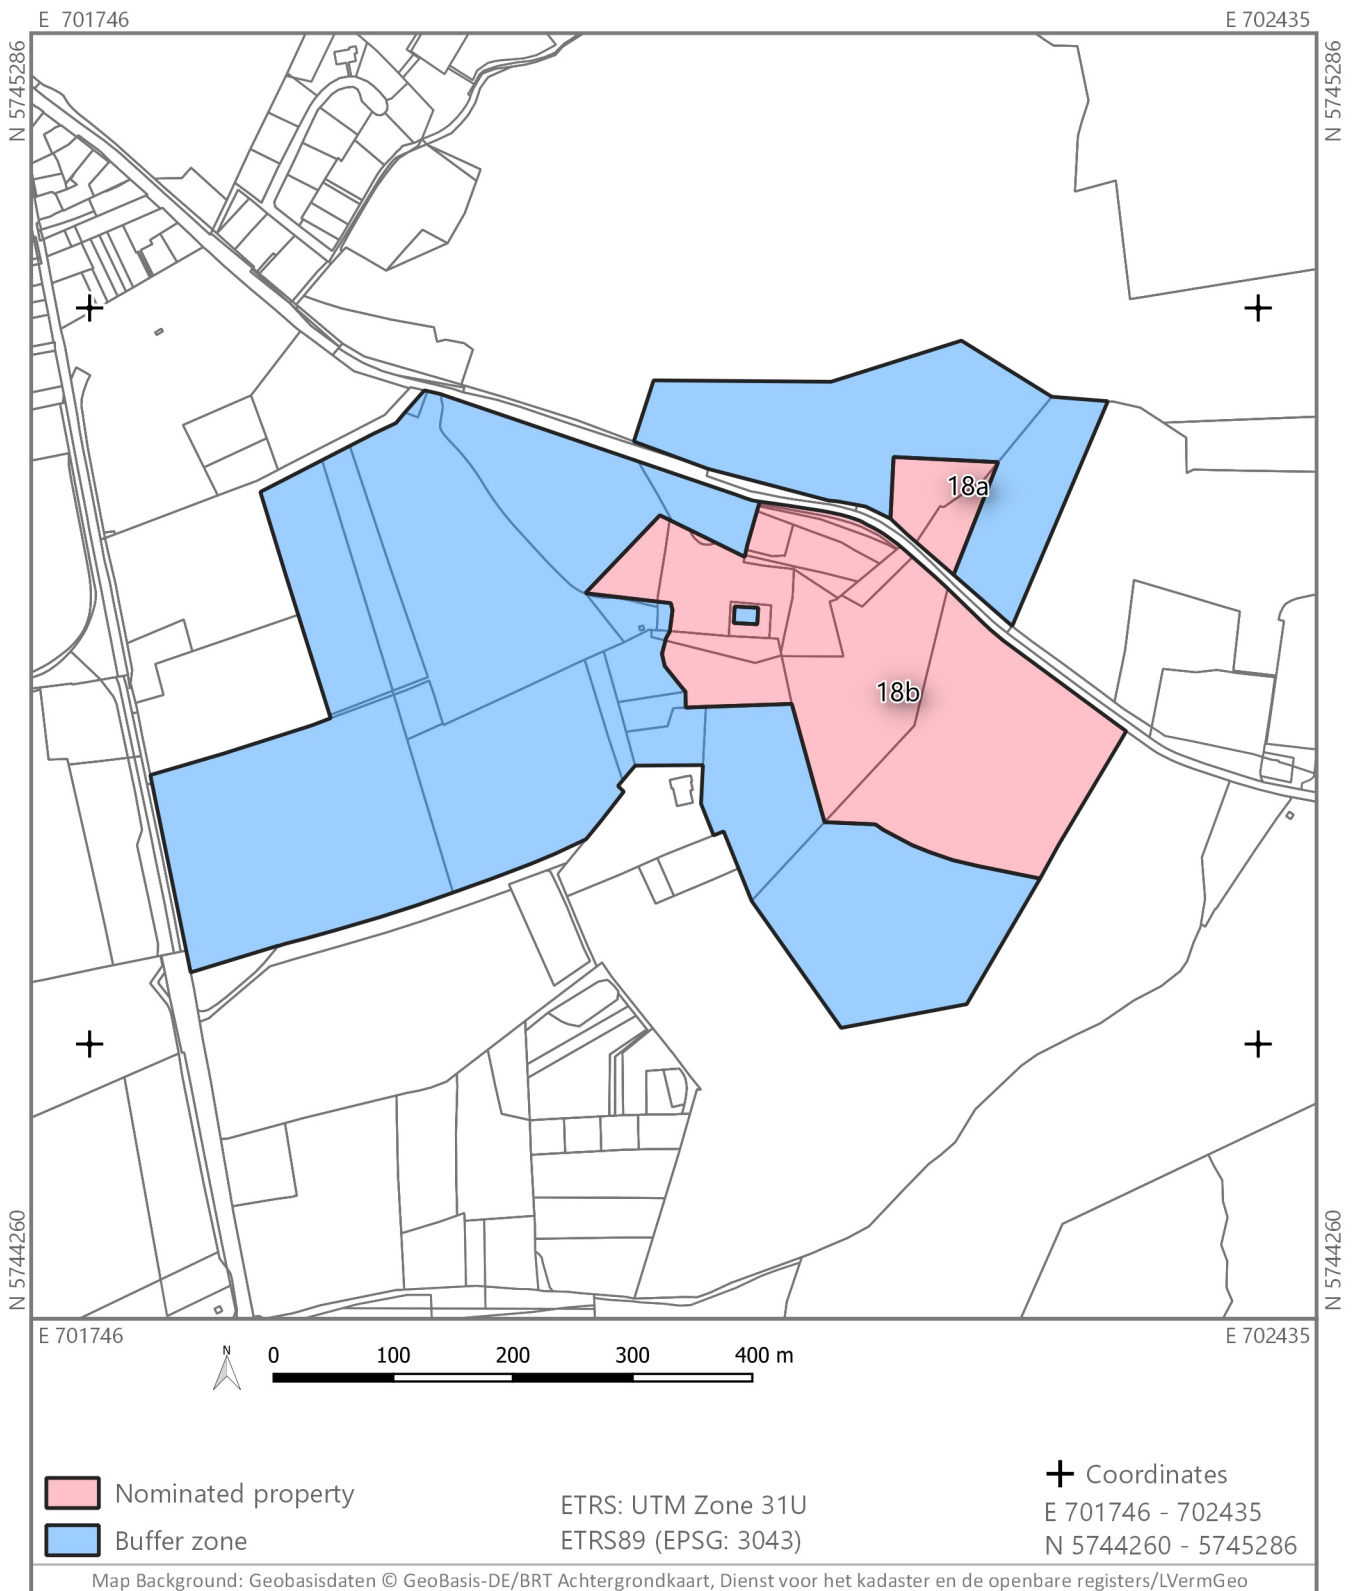 E 701746
E 702435
N 5745286
N 5745286
18a
18b
N 5744260
N 5744260
E 701746
E 702435
N
0 100 200 300 400 m
Nominated property
Buffer zone
ETRS: UTM Zone 31U
ETRS89 (EPSG: 3043)
Coordinates
E 701746 - 702435
N 5744260 - 5745286
Map Background: Geobasisdaten © GeoBasis-DE/BRT Achtergrondkaart, Dienst voor het kadaster en de openbare registers/LVermGeo